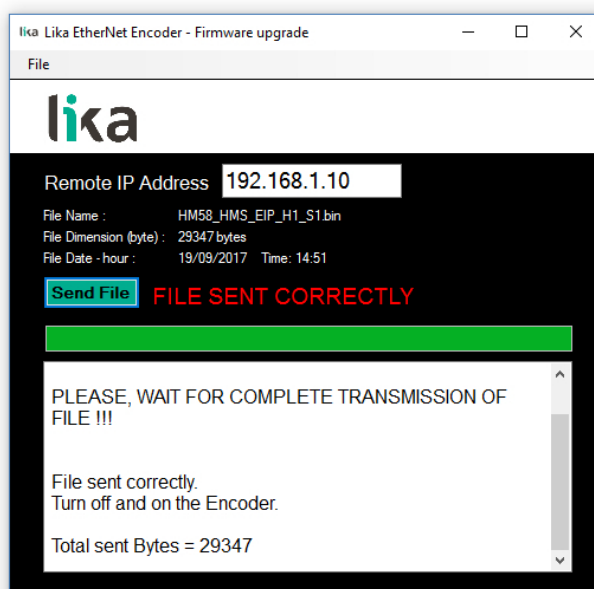 lika Lika EtherNet Encoder - Firmware upgrade
File
lika
Remote IP Address 192.168.1.10
File Name : HM58_HMS_EIP_H1_S1.bin
File Dimension (byte) : 29347 bytes
File Date - hour : 19/09/2017 Time: 14:51
Send File FILE SENT CORRECTLY
PLEASE, WAIT FOR COMPLETE TRANSMISSION OF
FILE !!!
File sent correctly.
Turn off and on the Encoder.
Total sent Bytes = 29347